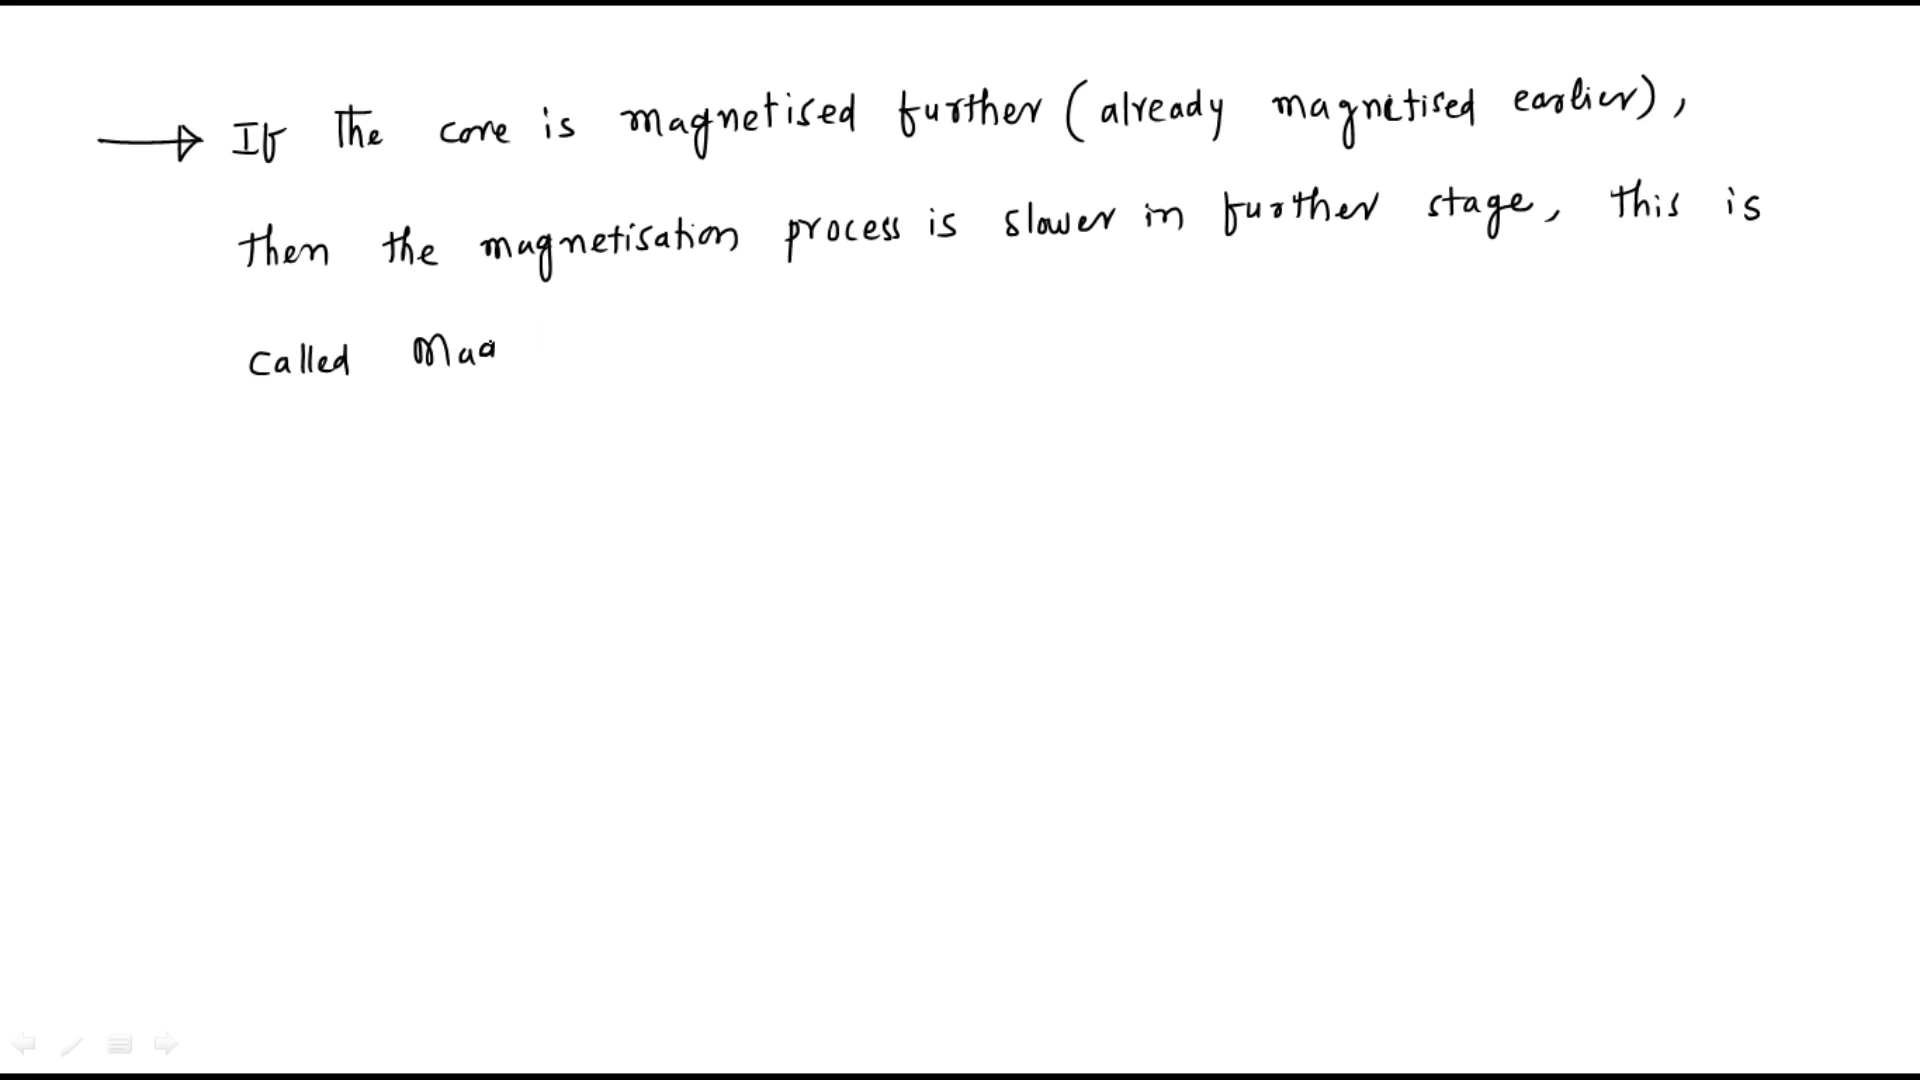 → If the core is magnetised further (already magnetised earlier),
then the magnetisation process is slower in further stage, this is
called